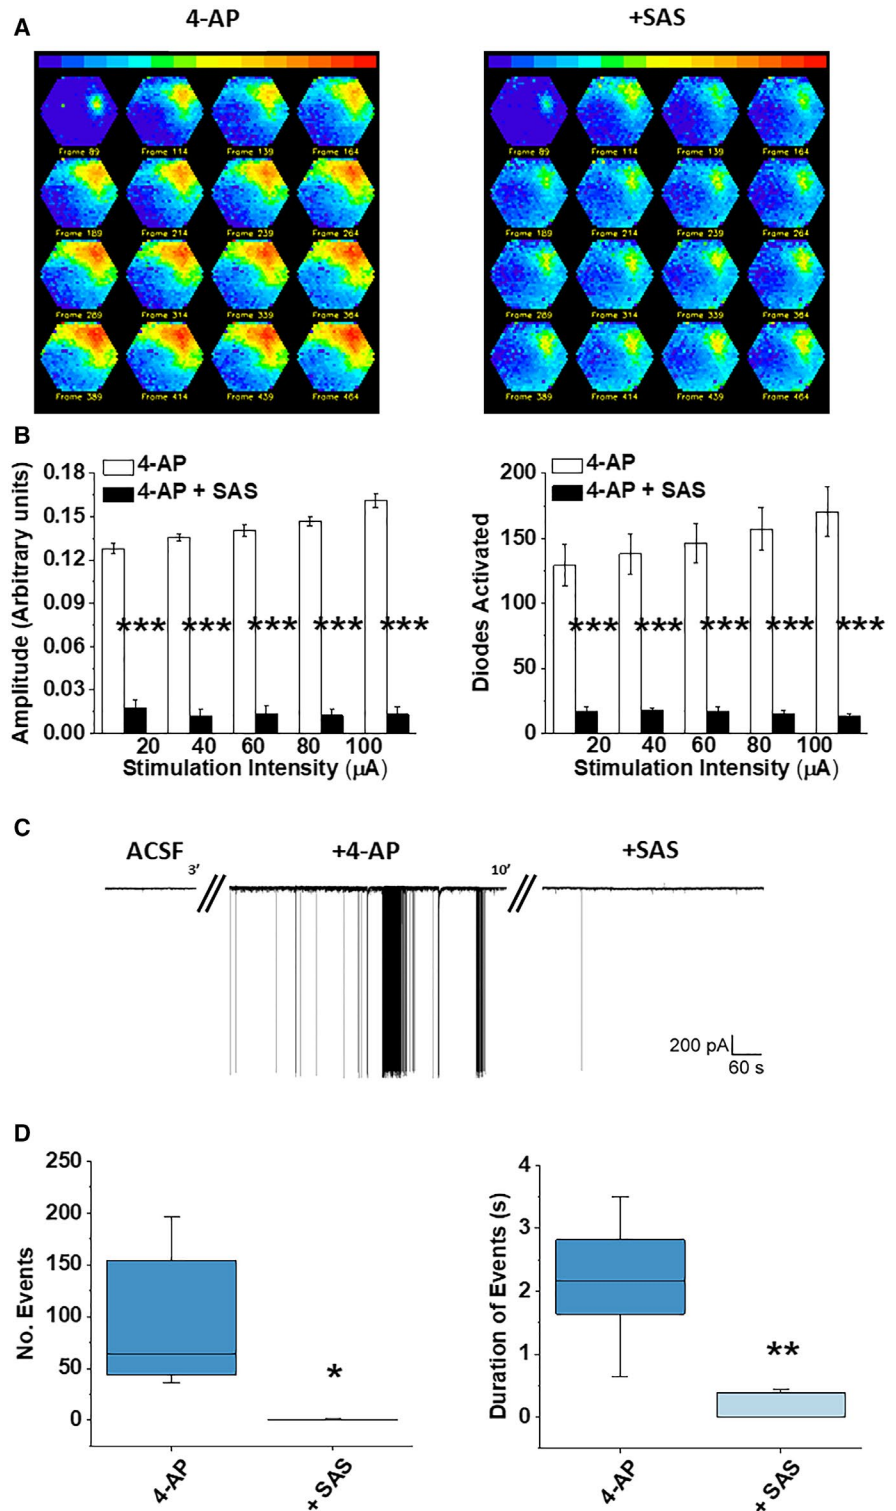 A
4-AP
+SAS
Frame 89
Frame 114
Frame 139
Frame 164
Frame 189
Frame 214
Frame 239
Frame 264
Frame 289
Frame 314
Frame 339
Frame 364
Frame 389
Frame 414
Frame 439
Frame 464
Frame 89
Frame 114
Frame 139
Frame 164
Frame 189
Frame 214
Frame 239
Frame 264
Frame 289
Frame 314
Frame 339
Frame 364
Frame 389
Frame 414
Frame 439
Frame 464
B
Amplitude (Arbitrary units)
0.18
0.15
0.12
0.09
0.06
0.03
0.00
4-AP
4-AP + SAS
*** *** *** *** ***
20 40 60 80 100
Stimulation Intensity (μA)
Diodes Activated
200
150
100
50
0
4-AP
4-AP + SAS
*** *** *** *** ***
20 40 60 80 100
Stimulation Intensity (μA)
C
ACSF
3'
+4-AP
10'
+SAS
200 pA
60 s
D
No. Events
250
200
150
100
50
0
*
4-AP
+ SAS
Duration of Events (s)
4
3
2
1
0
**
4-AP
+ SAS